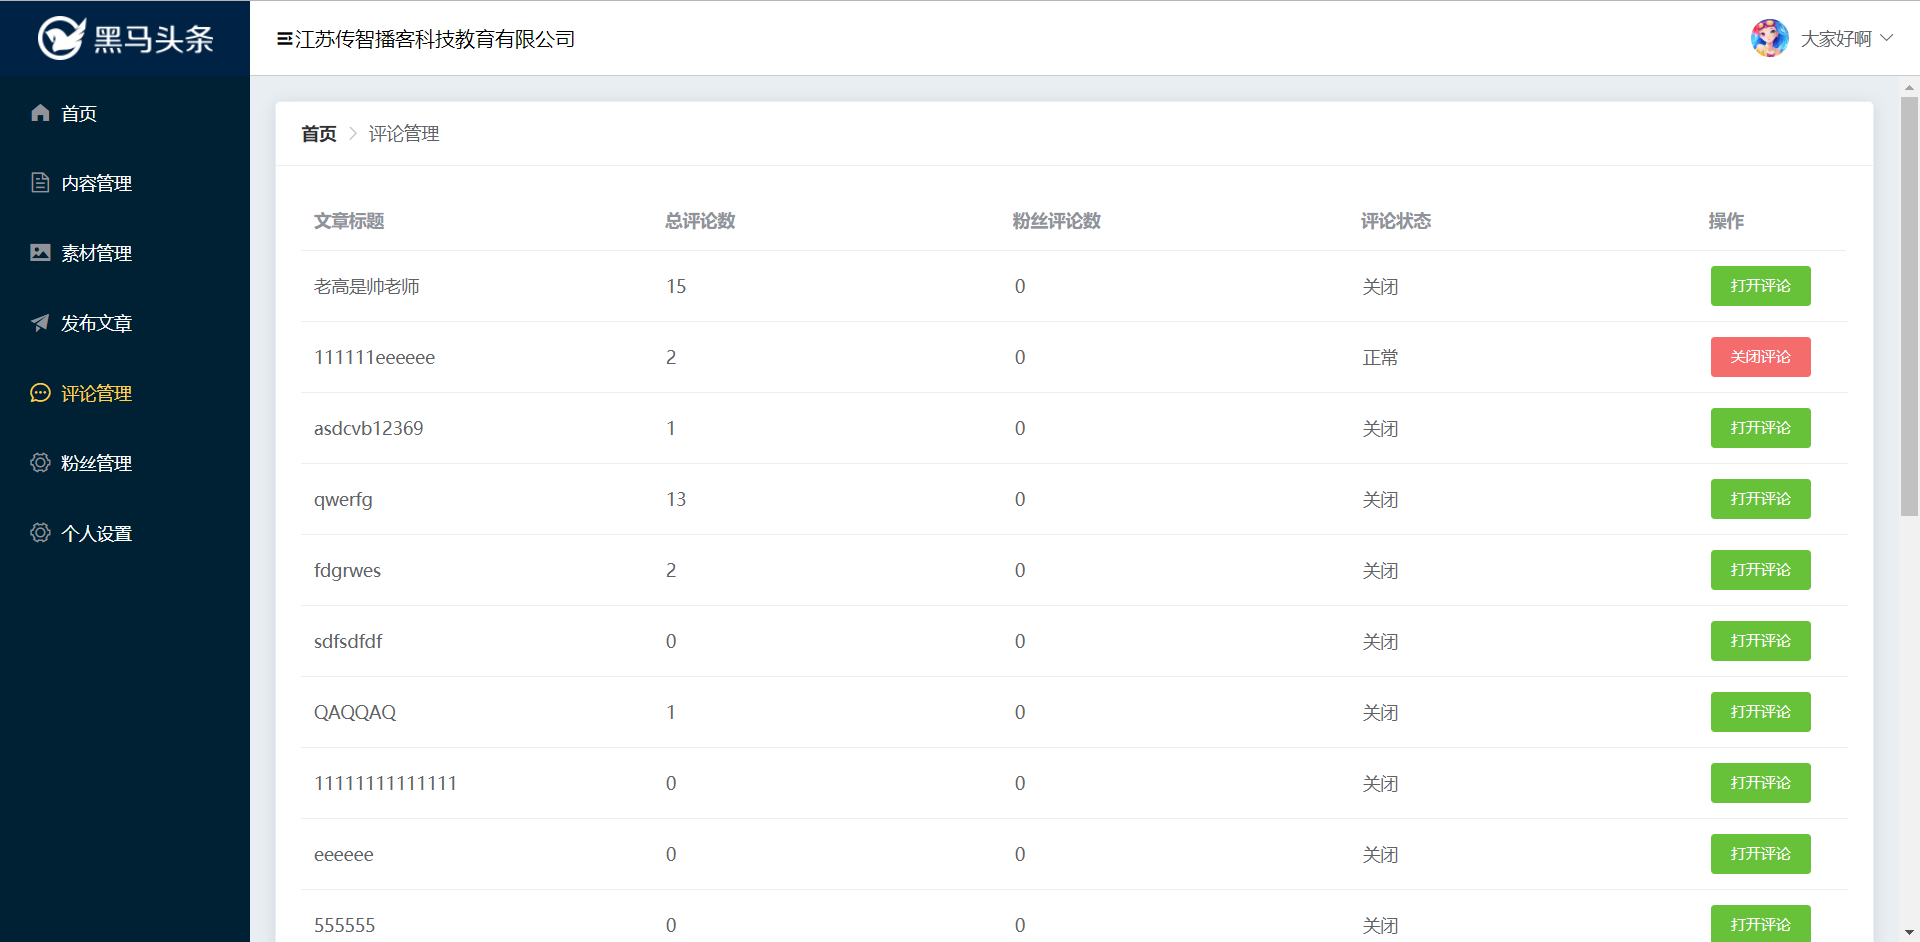 黑马头条
江苏传智播客科技教育有限公司
大家好啊
首页
内容管理
素材管理
发布文章
评论管理
粉丝管理
个人设置
首页 评论管理
文章标题 总评论数 粉丝评论数 评论状态 操作
老高是帅老师 15 0 关闭 打开评论
111111eeeeee 2 0 正常 关闭评论
asdcvb12369 1 0 关闭 打开评论
qwerfg 13 0 关闭 打开评论
fdgrwes 2 0 关闭 打开评论
sdfsdfdf 0 0 关闭 打开评论
QAQQAQ 1 0 关闭 打开评论
11111111111111 0 0 关闭 打开评论
eeeeee 0 0 关闭 打开评论
555555 0 0 关闭 打开评论